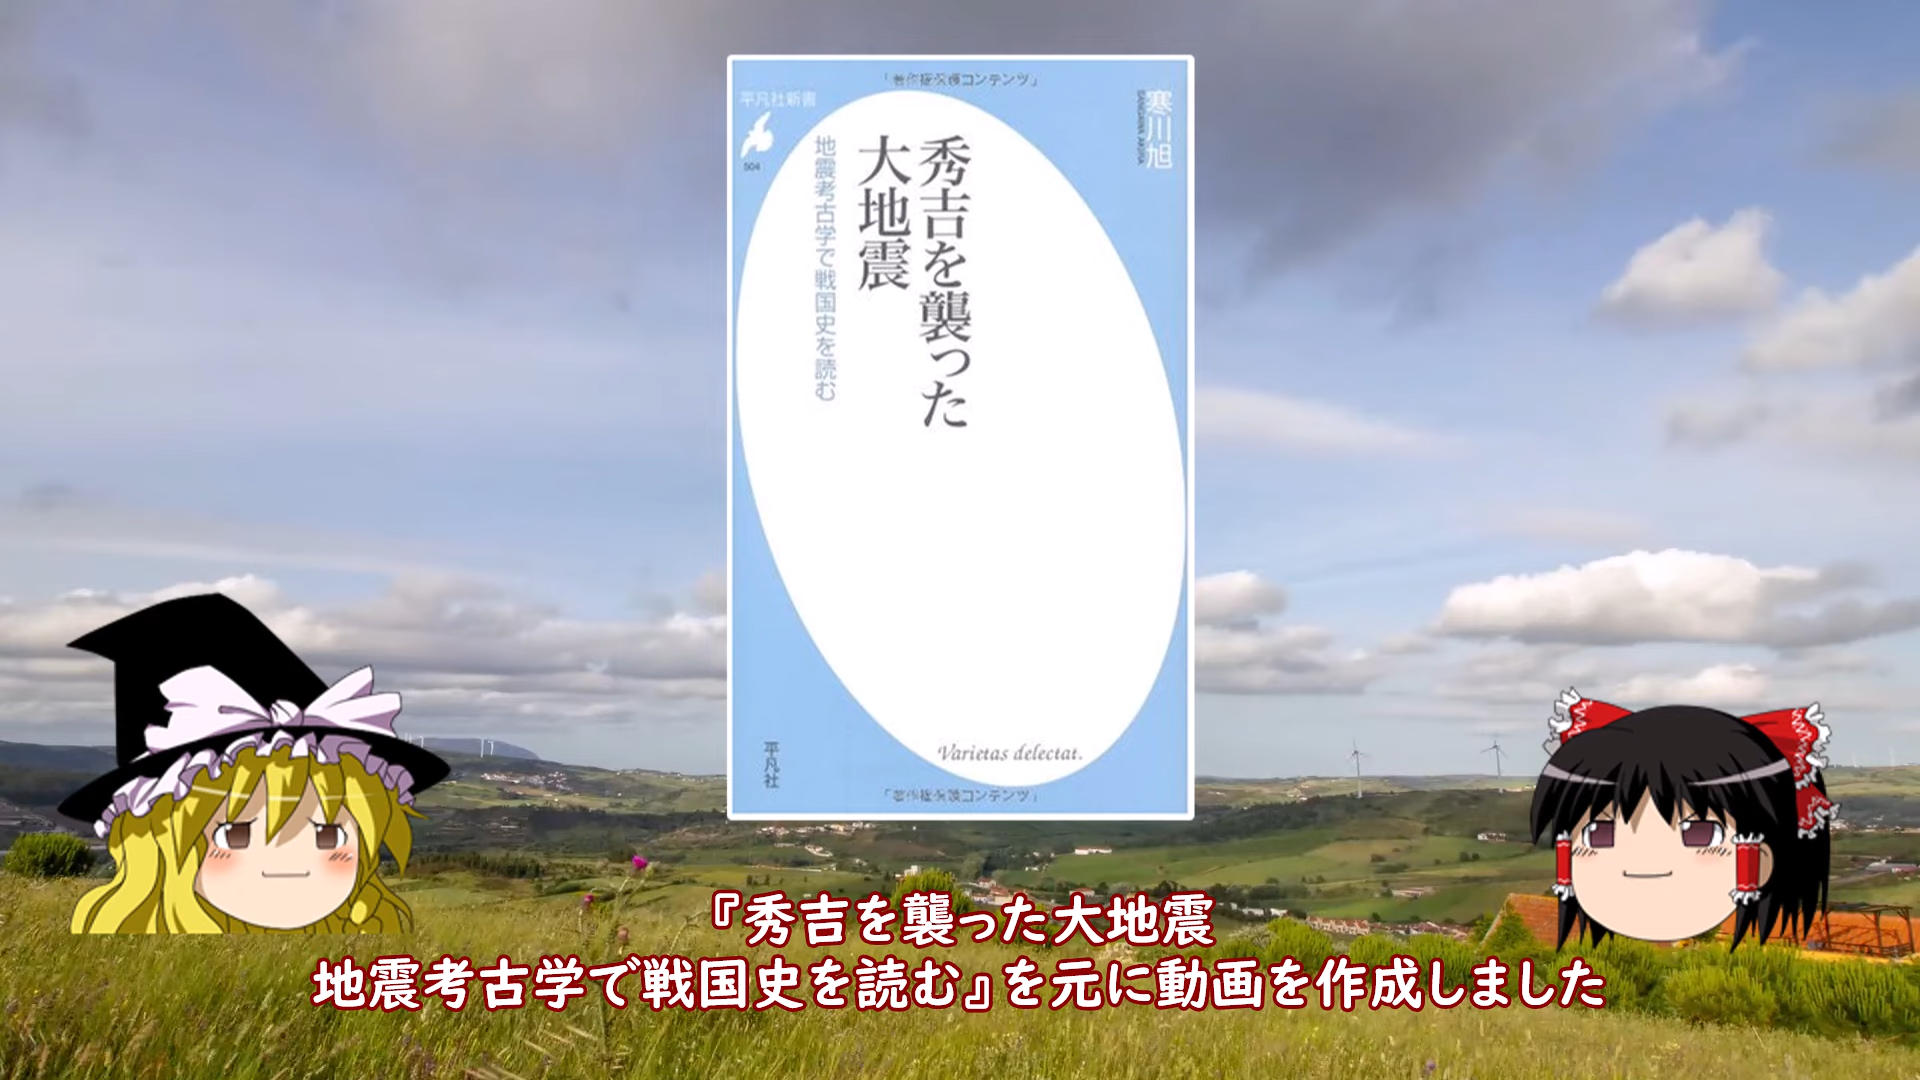 「著作権保護コンテンツ」
平凡社新書
504
寒川旭
SANGAWA AKIRA
秀吉を襲った
大地震
地震考古学で戦国史を読む
平凡社
Varietas delectat.
「著作権保護コンテンツ」
『秀吉を襲った大地震
地震考古学で戦国史を読む』を元に動画を作成しました